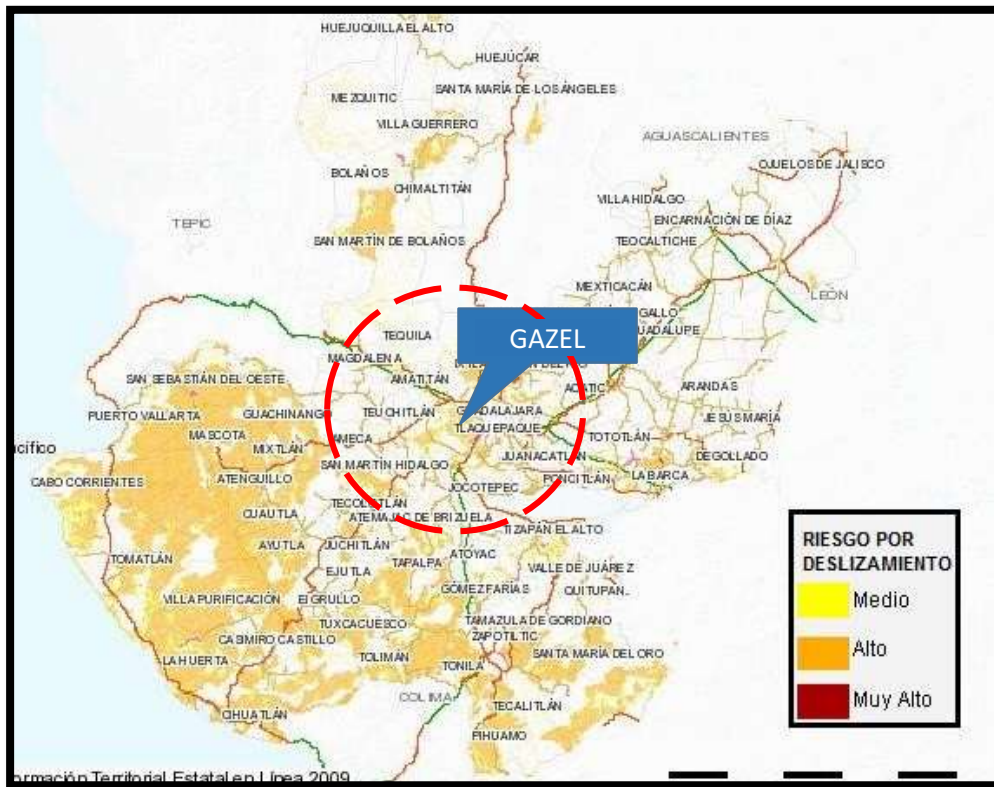 HUEJUQUILLA EL ALTO
HUEJÚCAR
MEZQUITIC
SANTA MARÍA DE LOS ÁNGELES
VILLA GUERRERO
AGUASCALIENTES
OJUELOS DE JALISCO
BOLAÑOS
CHIMALTITÁN
VILLA HIDALGO
TEPIC
ENCARNACIÓN DE DÍAZ
SAN MARTÍN DE BOLAÑOS
TEOCALTICHE
MEXTICACÁN
LEÓN
GALLO
TEQUILA
GAZEL
GUADALUPE
MAGDALENA
SAN SEBASTIÁN DEL OESTE
AMATITÁN
ACATIC
ARANDAS
PUERTO VALLARTA
GUACHINANGO
TEUCHITLÁN
GUADALAJARA
JESÚS MARÍA
TLAQUEPAQUE
MASCOTA
AMECA
TOTOTLÁN
cífico
MIXTLÁN
JUANACATLÁN
DEGOLLADO
SAN MARTÍN HIDALGO
CABO CORRIENTES
ATENGUILLO
PONCITLÁN
LA BARCA
JOCOTEPEC
TECOLOTLÁN
CUAUTLA
ATEMAJAC DE BRIZUELA
TIZAPÁN EL ALTO
RIESGO POR
DESLIZAMIENTO
AYUTLA
JUCHITLÁN
ATOYAC
TOMATLÁN
TAPALPA
VALLE DE JUÁREZ
EJUTLA
GÓMEZ FARÍAS
QUITUPAN
Medio
VILLA PURIFICACIÓN
El GRULLO
TUXCACUESCO
TAMAZULA DE GORDIANO
CASIMIRO CASTILLO
ZAPOTILTIC
Alto
LA HUERTA
TOLIMÁN
TONILA
SANTA MARÍA DEL ORO
COLIMA
TECALITLÁN
Muy Alto
CIHUATLÁN
PIHUAMO
ormación Territorial Estatal en Línea 2009